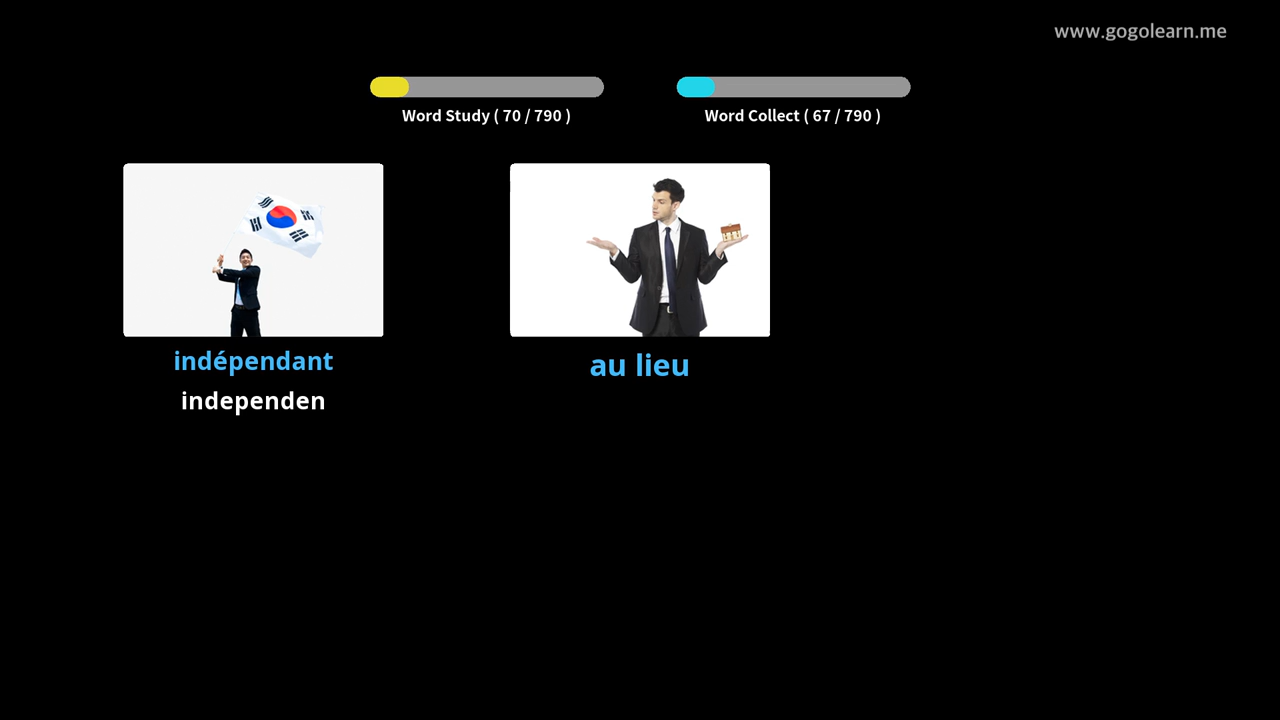 www.gogolearn.me
Word Study ( 70 / 790 )
Word Collect ( 67 / 790 )
indépendant
independen
au lieu